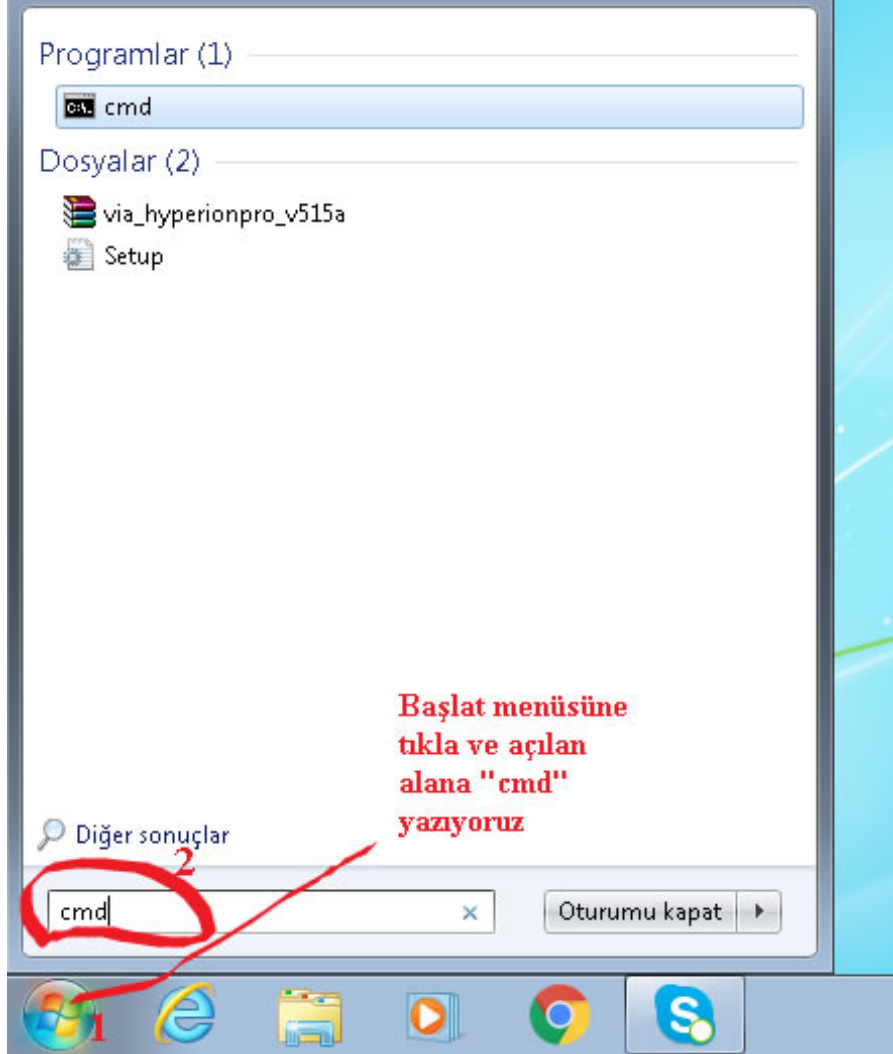 Programlar (1)
cmd
Dosyalar (2)
via_hyperionpro_v515a
Setup
Başlat menüsüne
tıkla ve açılan
alana "cmd"
yazıyoruz
Diğer sonuçlar
2
cmd
Oturumu kapat
1